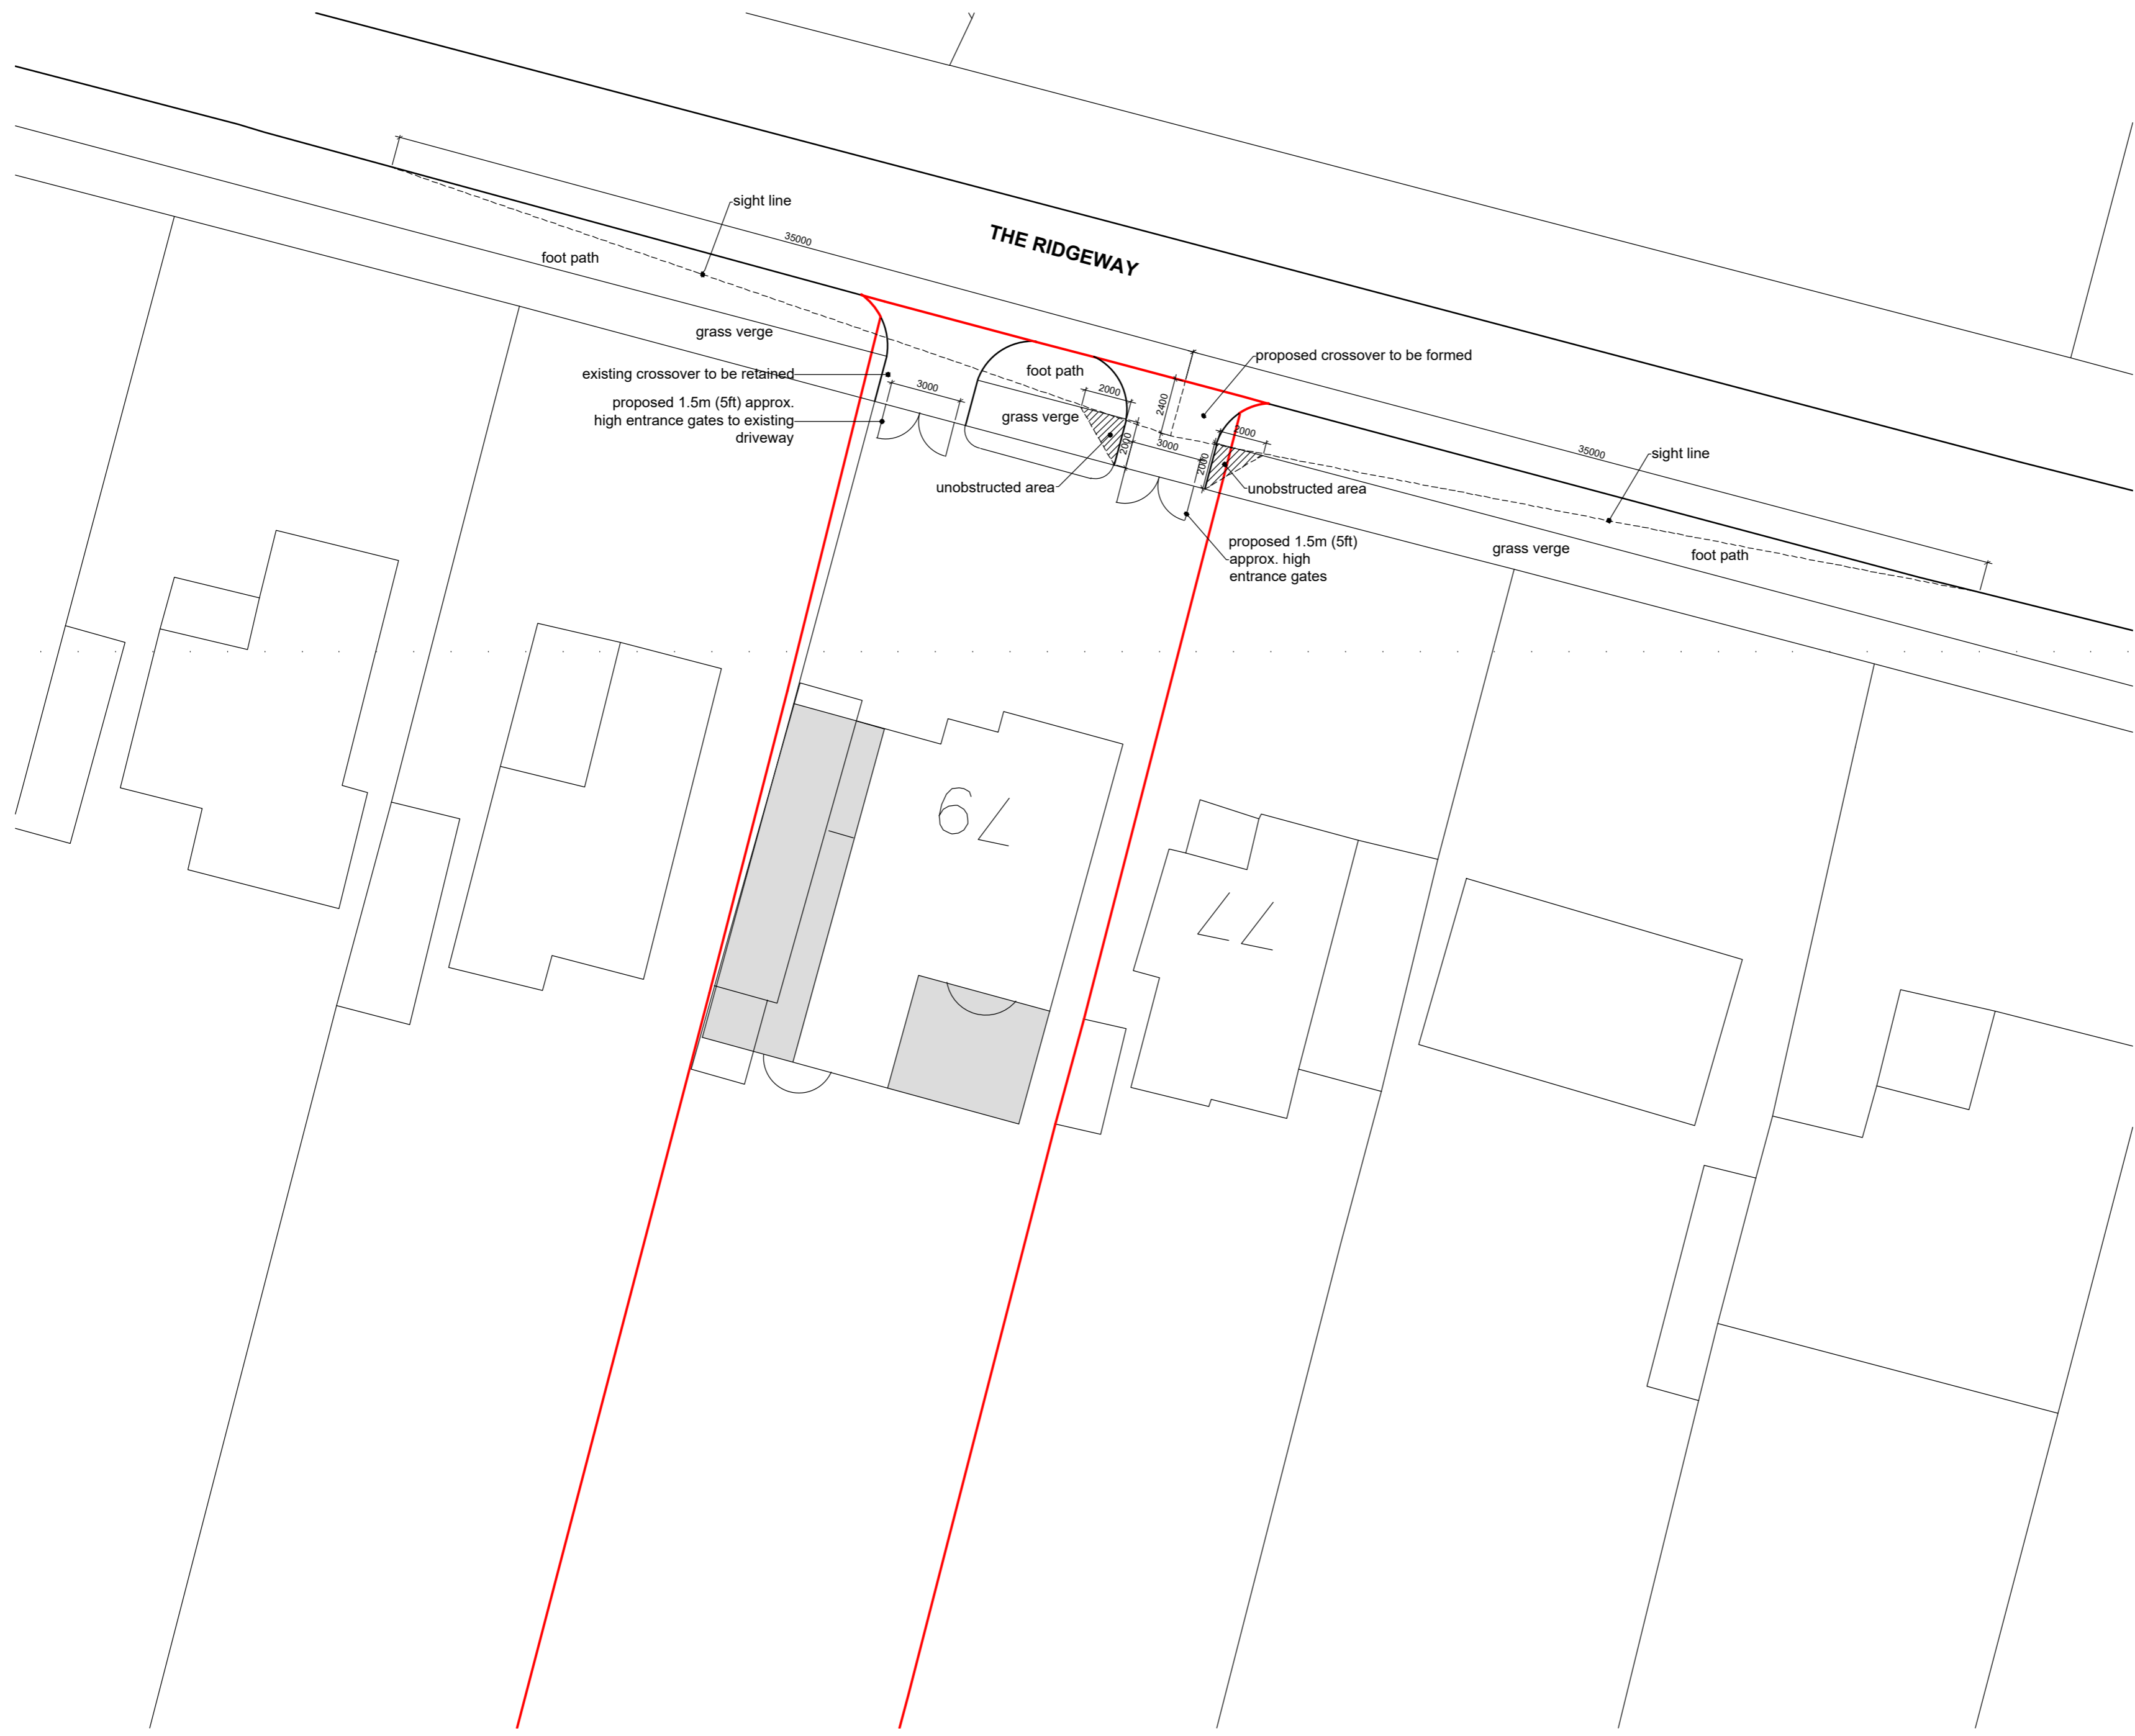 sight line
35000
THE RIDGEWAY
foot path
grass verge
existing crossover to be retained
3000
proposed 1.5m (5ft) approx.
high entrance gates to existing
driveway
foot path
2000
grass verge
2000
unobstructed area
2400
3000
proposed crossover to be formed
2000
2000
unobstructed area
35000
sight line
proposed 1.5m (5ft)
approx. high
entrance gates
grass verge
foot path
79
77